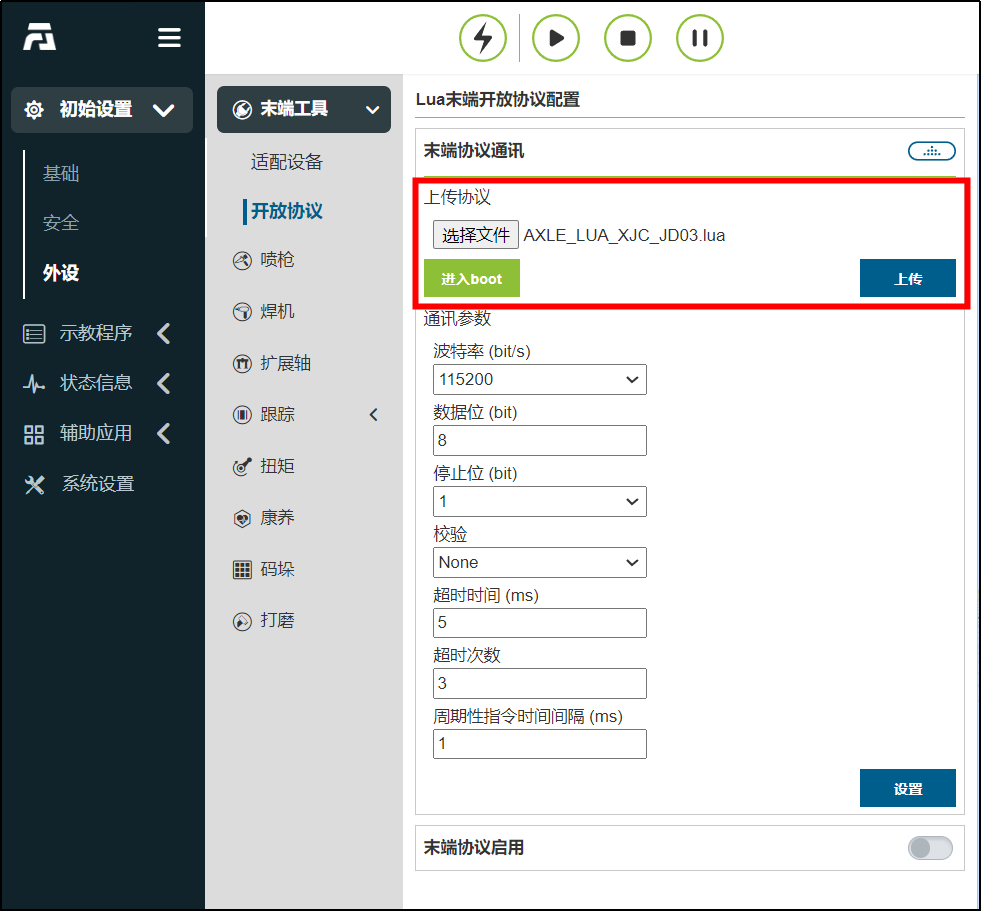 初始设置
基础
安全
外设
示教程序
状态信息
辅助应用
系统设置
末端工具
适配设备
开放协议
喷枪
焊机
扩展轴
跟踪
扭矩
康养
码垛
打磨
Lua末端开放协议配置
末端协议通讯
上传协议
选择文件 AXLE_LUA_XJC_JD03.lua
进入boot 上传
通讯参数
波特率 (bit/s)
115200
数据位 (bit)
8
停止位 (bit)
1
校验
None
超时时间 (ms)
5
超时次数
3
周期性指令时间间隔 (ms)
1
设置
末端协议启用